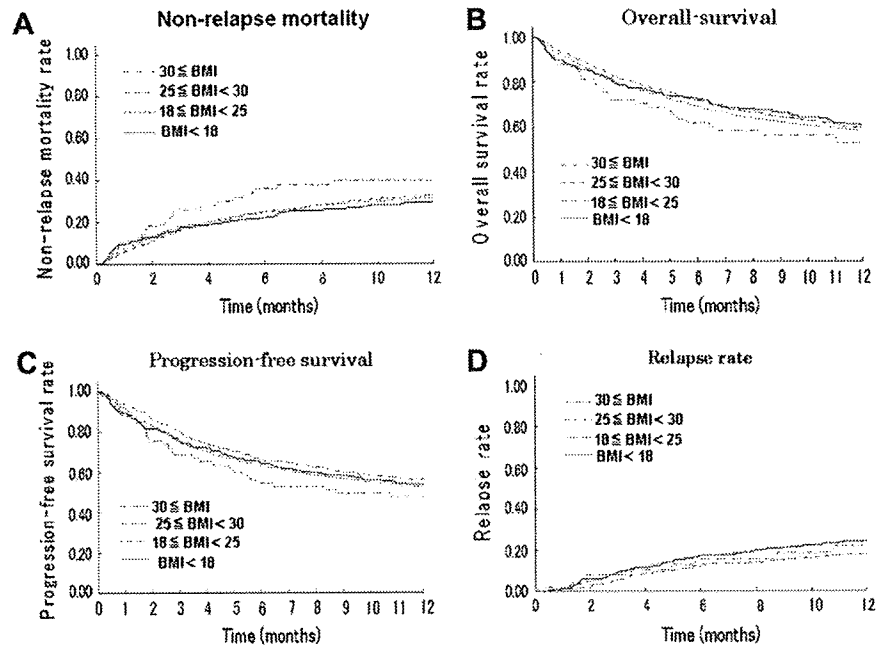 A
Non-relapse mortality
Non-relapse mortality rate
1.00
0.80
0.60
0.40
0.20
0.00
30≦ BMI
25 ≦ BMI< 30
18 ≦ BMI< 25
BMI< 18
0 2 4 6 8 10 12
Time (months)
B
Overall-survival
Overall survival rate
1.00
0.80
0.60
0.40
0.20
0.00
30≦ BMI
25 ≦ BMI< 30
18 ≦ BMI< 25
BMI< 18
0 1 2 3 4 5 6 7 8 9 10 11 12
Time (months)
C
Progression-free survival
Progression-free survival rate
1.00
0.80
0.60
0.40
0.20
0.00
30≦ BMI
25 ≦ BMI< 30
18 ≦ BMI< 25
BMI< 18
0 1 2 3 4 5 6 7 8 9 10 11 12
Time (months)
D
Relapse rate
Relapse rate
1.00
0.80
0.60
0.40
0.20
0.00
30≦ BMI
25 ≦ BMI< 30
18 ≦ BMI< 25
BMI< 18
0 2 4 6 8 10 12
Time (months)